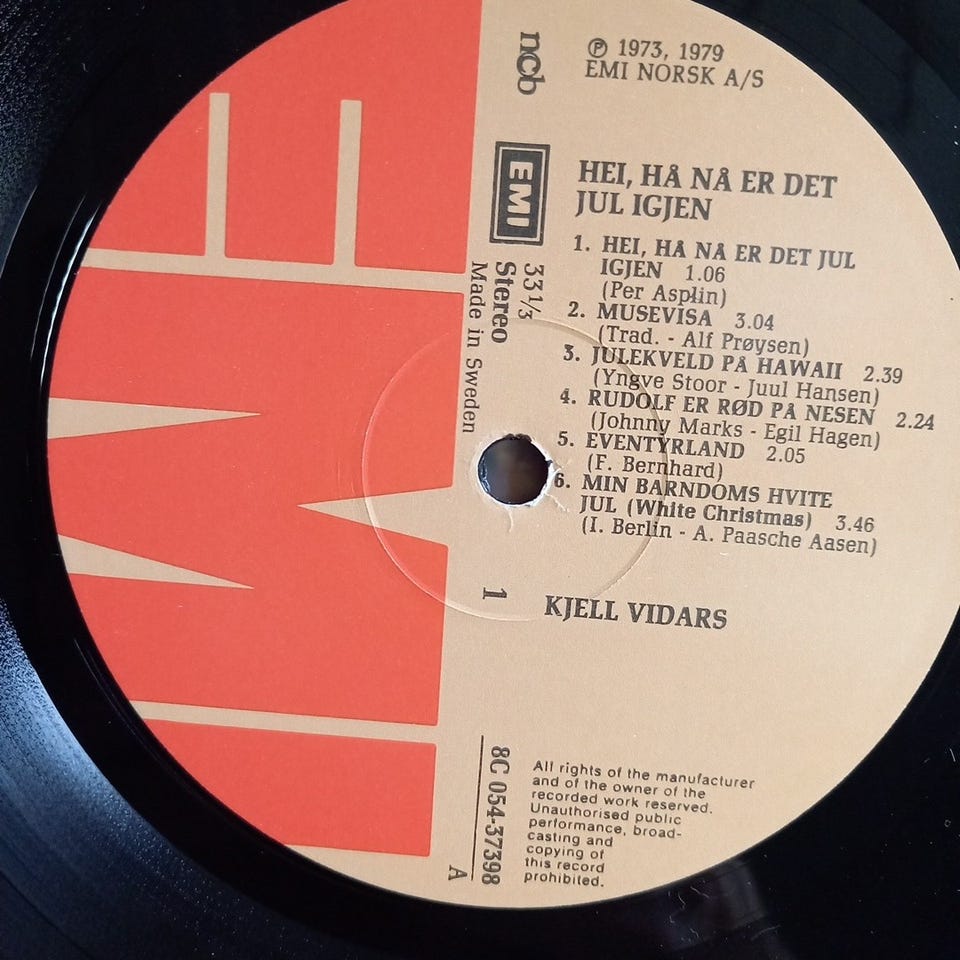 ncb
℗ 1973, 1979
EMI NORSK A/S
EMI
33 1/3
Stereo
Made in Sweden
HEI, HÅ NÅ ER DET
JUL IGJEN
1. HEI, HÅ NÅ ER DET JUL
IGJEN 1.06
(Per Asplin)
2. MUSEVISA 3.04
(Trad. - Alf Prøysen)
3. JULEKVELD PÅ HAWAII 2.39
(Yngve Stoor - Juul Hansen)
4. RUDOLF ER RØD PÅ NESEN 2.24
(Johnny Marks - Egil Hagen)
5. EVENTYRLAND 2.05
(F. Bernhard)
6. MIN BARNDOMS HVITE
JUL (White Christmas) 3.46
(I. Berlin - A. Paasche Aasen)
1
KJELL VIDARS
8C 054-37398
A
All rights of the manufacturer
and of the owner of the
recorded work reserved.
Unauthorised public
performance, broad-
casting and
copying of
this record
prohibited.
EMI